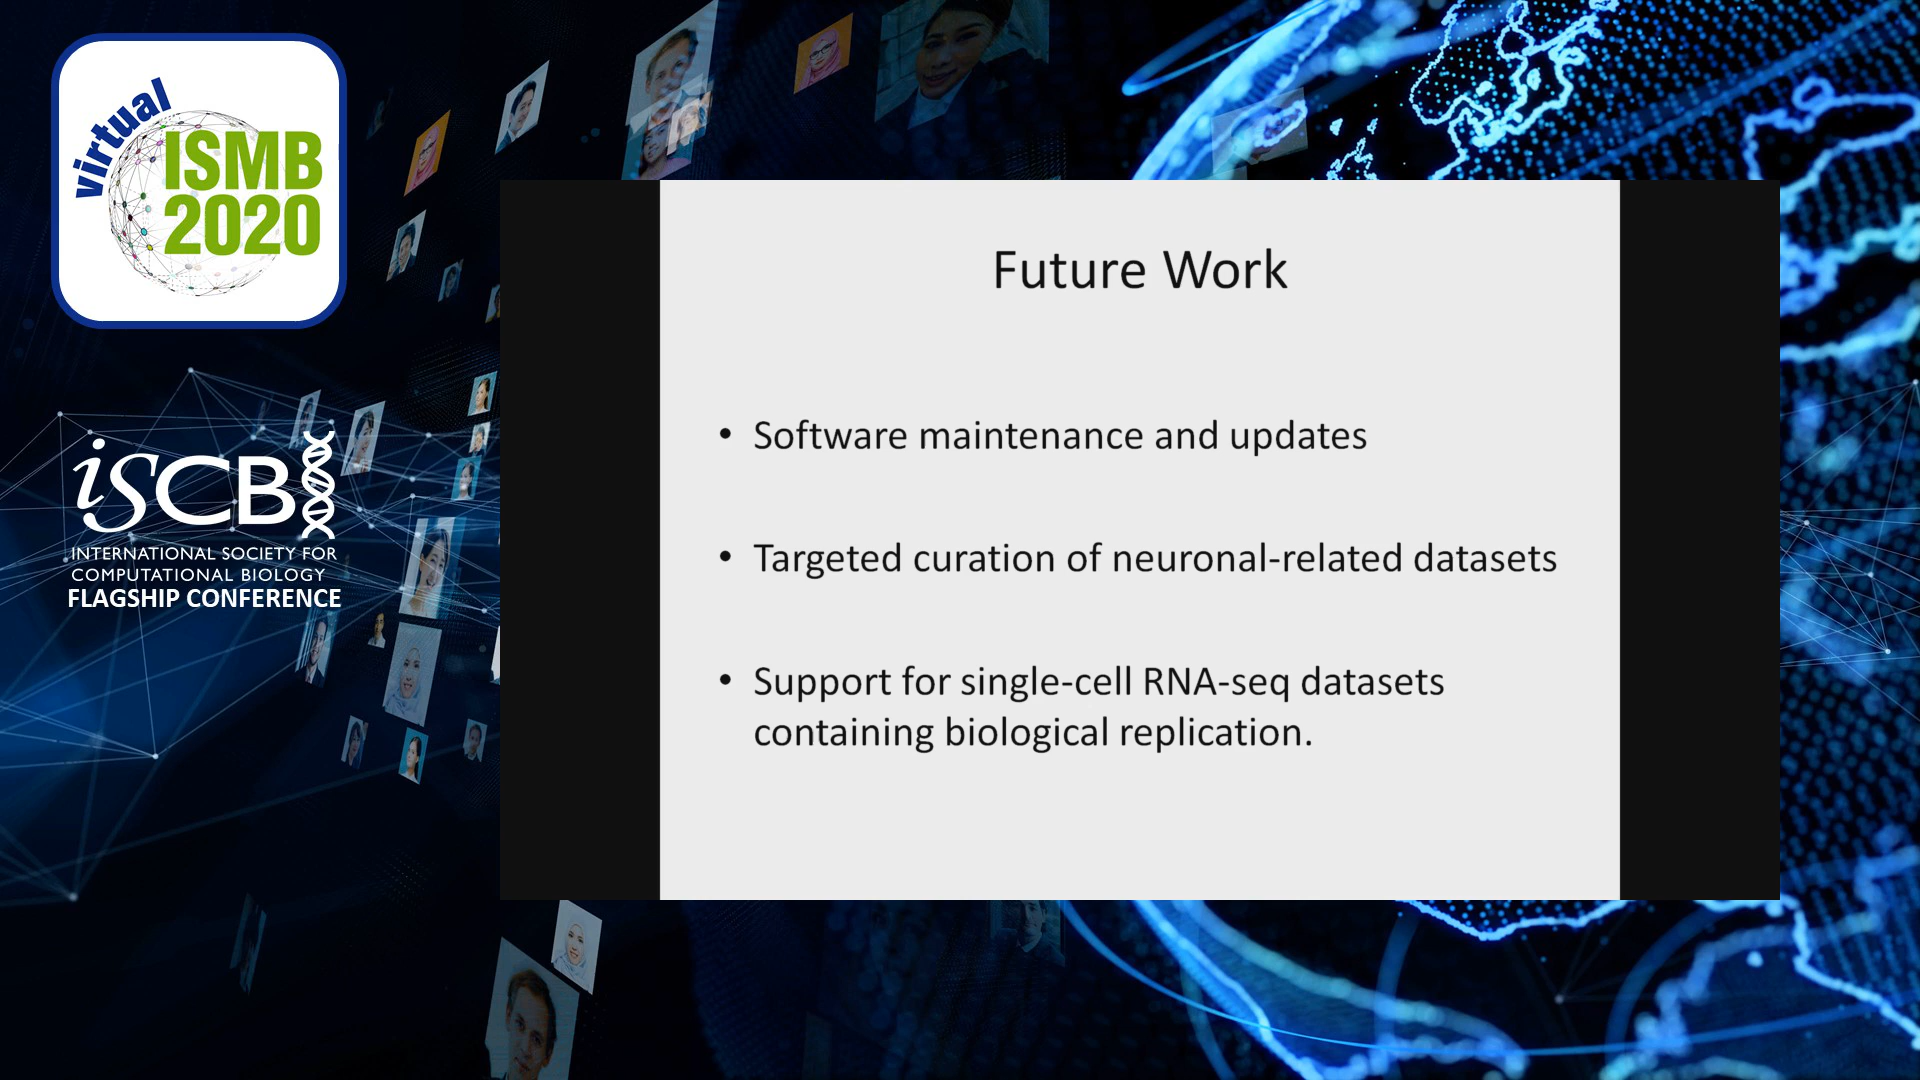 virtual
ISMB
2020
iSCB
INTERNATIONAL SOCIETY FOR
COMPUTATIONAL BIOLOGY
FLAGSHIP CONFERENCE
Future Work
• Software maintenance and updates
• Targeted curation of neuronal-related datasets
• Support for single-cell RNA-seq datasets
containing biological replication.